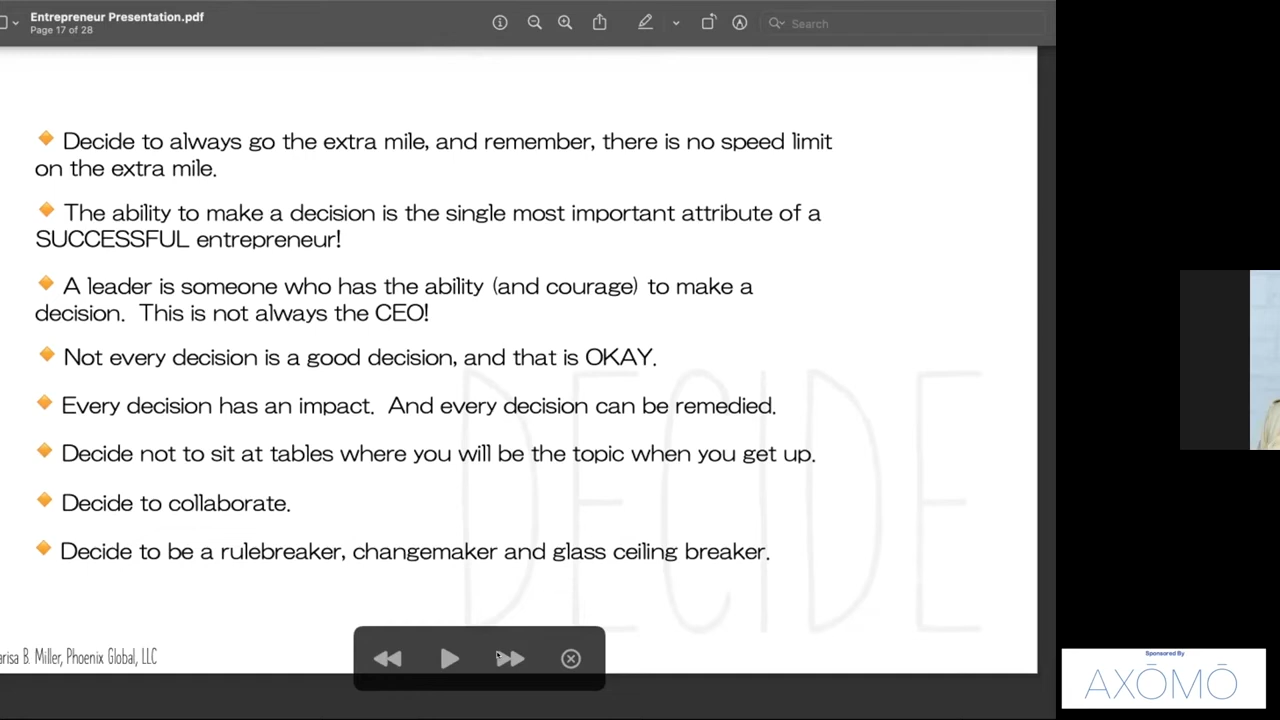 Entrepreneur Presentation.pdf
Page 17 of 28
Search
Decide to always go the extra mile, and remember, there is no speed limit
on the extra mile.
The ability to make a decision is the single most important attribute of a
SUCCESSFUL entrepreneur!
A leader is someone who has the ability (and courage) to make a
decision.  This is not always the CEO!
Not every decision is a good decision, and that is OKAY.
Every decision has an impact.  And every decision can be remedied.
Decide not to sit at tables where you will be the topic when you get up.
Decide to collaborate.
Decide to be a rulebreaker, changemaker and glass ceiling breaker.
DECIDE
arisa B. Miller, Phoenix Global, LLC
Sponsored By
AXŌMŌ